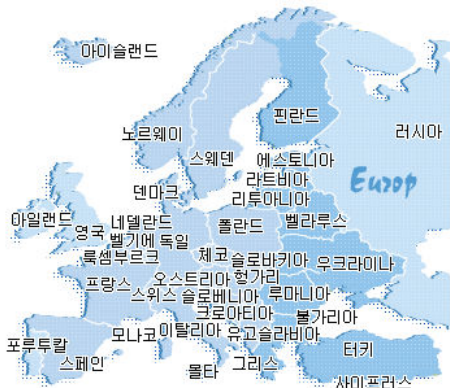 아이슬랜드
핀란드
노르웨이
러시아
스웨덴
에스토니아
라트비아
Europ
덴마크
리투아니아
아일랜드
영국
네델란드
폴란드
벨라루스
벨기에 독일
룩셈부르크
체코
슬로바키아
우크라이나
프랑스
오스트리아
헝가리
스위스
슬로베니아
루마니아
크로아티아
불가리아
포루투칼
모나코
이탈리아
유고슬라비아
터키
스페인
몰타
그리스
사이프러스